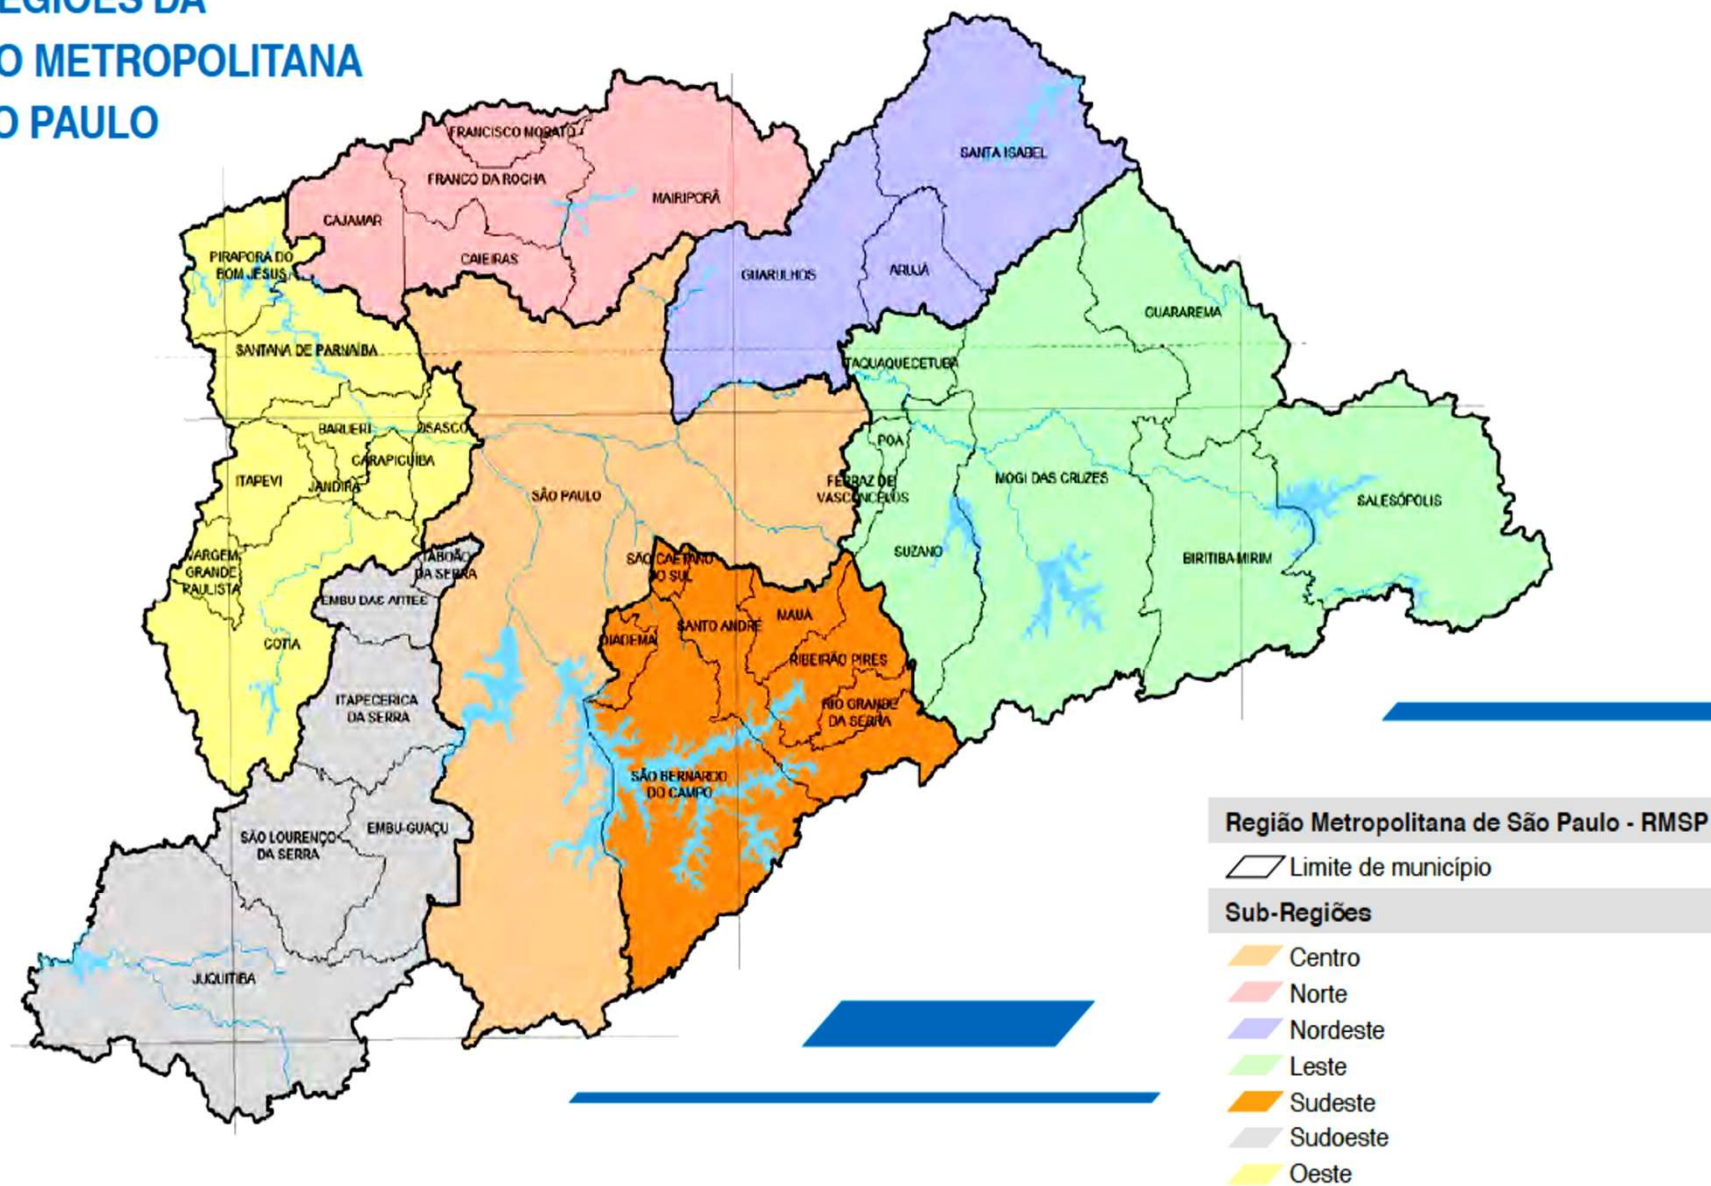 EGIÕES DA
O METROPOLITANA
O PAULO
FRANCISCO MORATO
FRANCO DA ROCHA
MAIRIPORÃ
CAJAMAR
CAIEIRAS
SANTA ISABEL
GUARULHOS
ARUJÁ
PIRAPORA DO
BOM JESUS
SANTANA DE PARNAÍBA
BARUERI
OSASCO
CARAPICUÍBA
ITAPEVI
JANDIRA
VARGEM
GRANDE
PAULISTA
COTIA
SÃO PAULO
ITAQUAQUECETUBA
GUARAREMA
POÁ
FERRAZ DE
VASCONCELOS
SUZANO
MOGI DAS CRUZES
BIRITIBA-MIRIM
SALESÓPOLIS
TABOÃO
DA SERRA
EMBU DAS ARTES
ITAPECERICA
DA SERRA
SÃO LOURENÇO
DA SERRA
EMBU-GUAÇU
JUQUITIBA
SÃO CAETANO
DO SUL
SANTO ANDRÉ
MAUÁ
DIADEMA
RIBEIRÃO PIRES
RIO GRANDE
DA SERRA
SÃO BERNARDO
DO CAMPO
Região Metropolitana de São Paulo - RMSP
Limite de município
Sub-Regiões
Centro
Norte
Nordeste
Leste
Sudeste
Sudoeste
Oeste